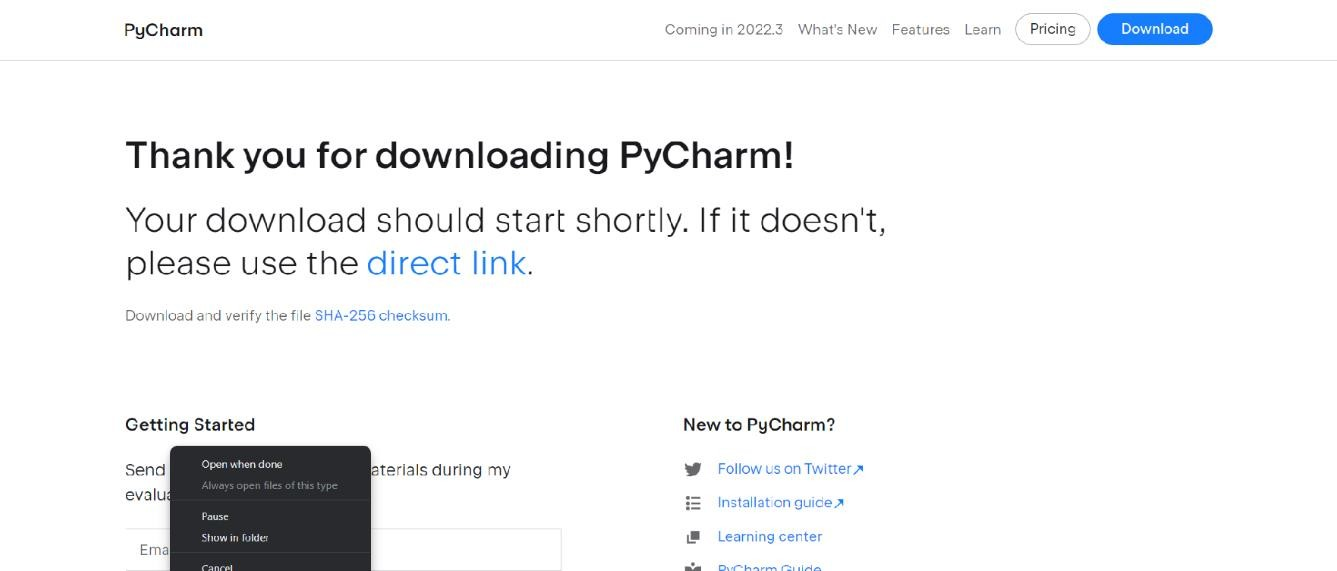 PyCharm
Coming in 2022.3 What's New Features Learn Pricing Download
Thank you for downloading PyCharm!
Your download should start shortly. If it doesn't,
please use the direct link.
Download and verify the file SHA-256 checksum.
Getting Started
Send
aterials during my
evalua
Ema
Open when done
Always open files of this type
Pause
Show in folder
Cancel
New to PyCharm?
Follow us on Twitter↗
Installation guide↗
Learning center
PyCharm Guide